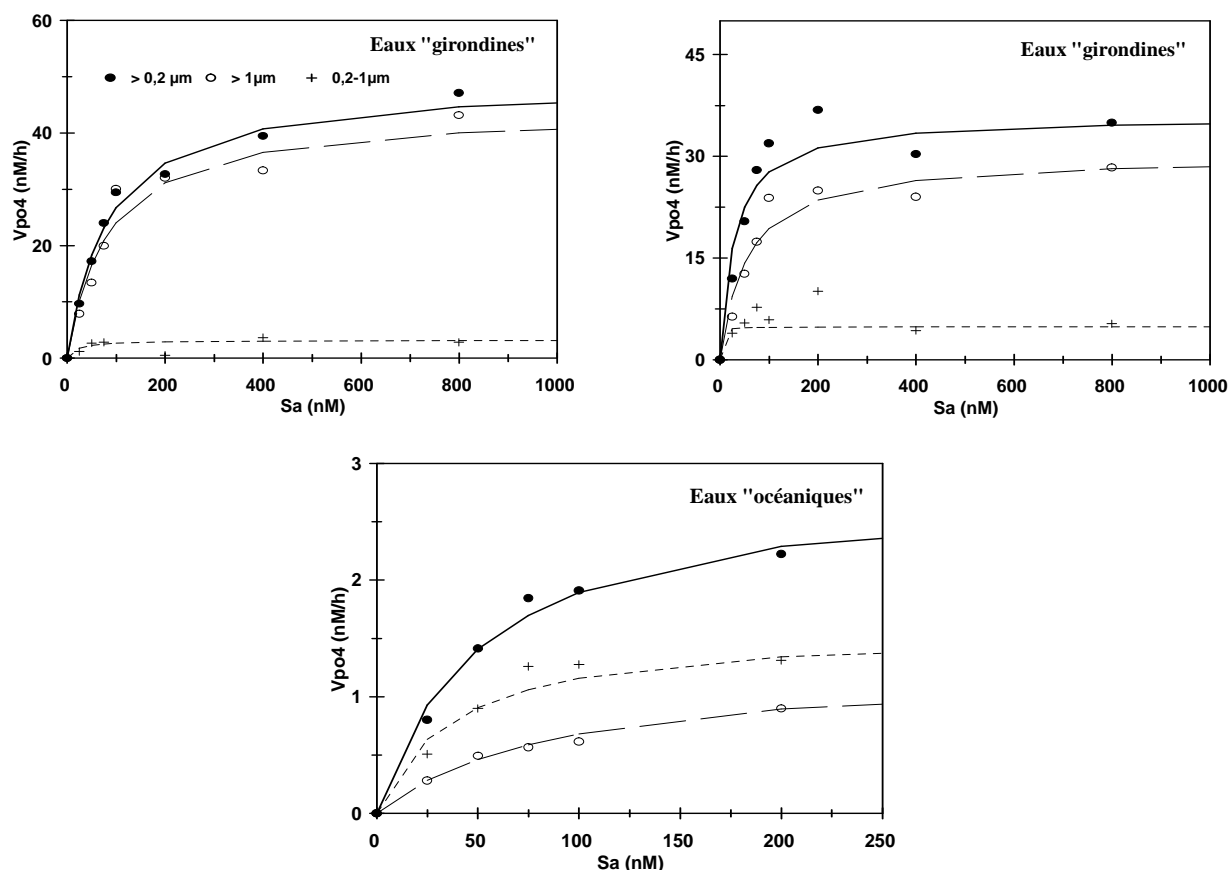 Eaux "girondines"
● > 0,2 µm ○ > 1µm + 0,2-1µm
Vpo4 (nM/h)
60
40
20
0
0 200 400 600 800 1000
Sa (nM)
Eaux "girondines"
Vpo4 (nM/h)
45
30
15
0
0 200 400 600 800 1000
Sa (nM)
Eaux "océaniques"
Vpo4 (nM/h)
3
2
1
0
0 50 100 150 200 250
Sa (nM)